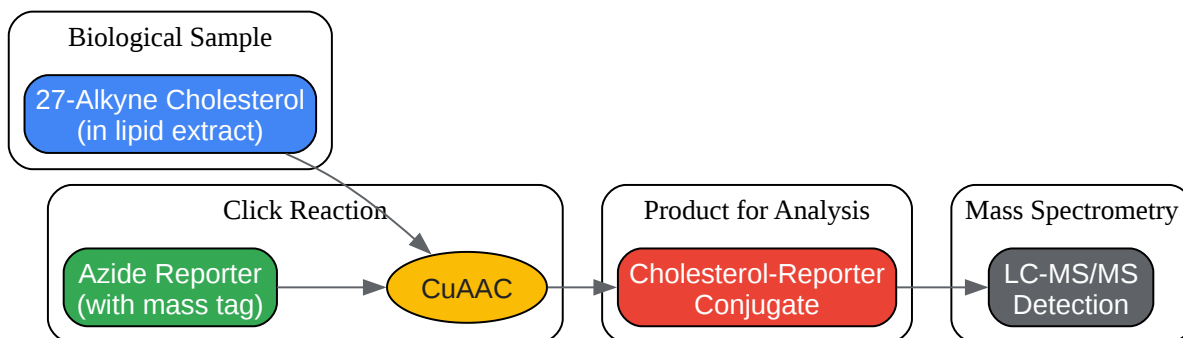 Biological Sample
27-Alkyne Cholesterol
(in lipid extract)
Click Reaction
Azide Reporter
(with mass tag)
CuAAC
Product for Analysis
Cholesterol-Reporter
Conjugate
Mass Spectrometry
LC-MS/MS
Detection